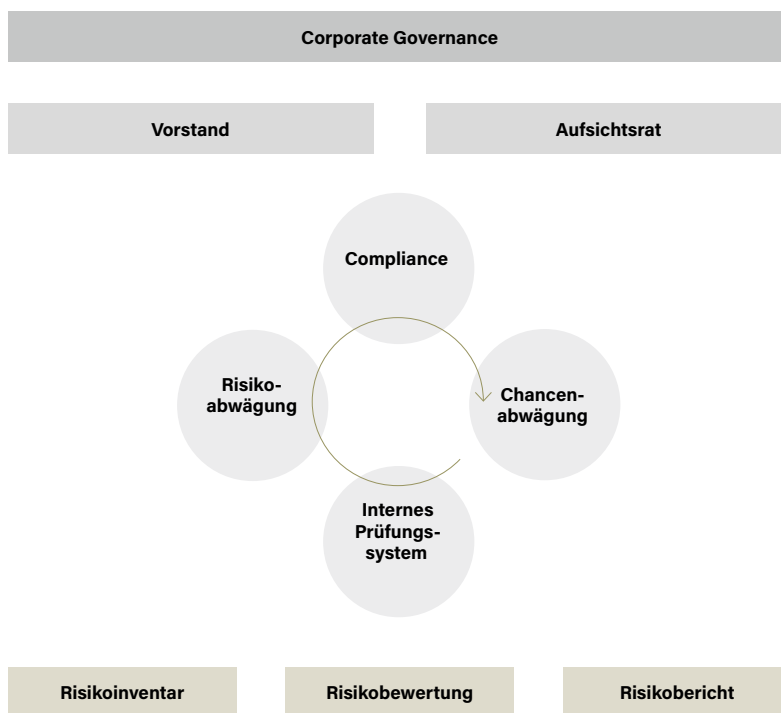 Corporate Governance
Vorstand
Aufsichtsrat
Compliance
Risiko-
abwägung
Chancen-
abwägung
Internes
Prüfungs-
system
Risikoinventar
Risikobewertung
Risikobericht